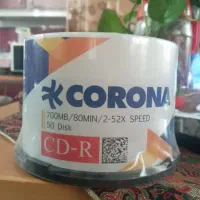 CORONA
700MB/80MIN/2-52X SPEED
50 Disk
CD-R